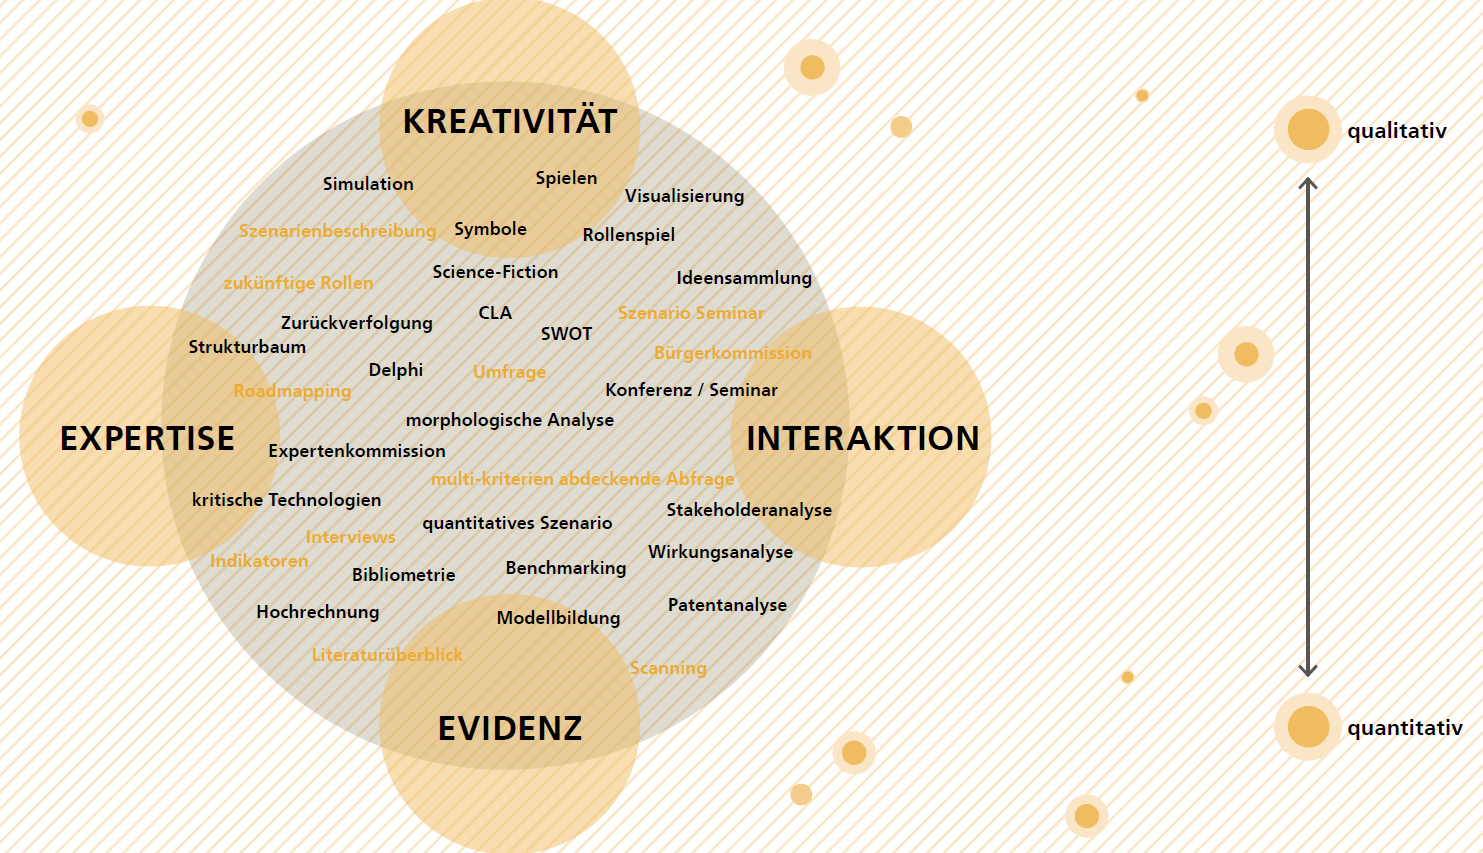 KREATIVITÄT
qualitativ
Simulation
Spielen
Visualisierung
Szenarienbeschreibung
Symbole
Rollenspiel
Science-Fiction
Ideensammlung
zukünftige Rollen
CLA
Szenario Seminar
Zurückverfolgung
SWOT
Strukturbaum
Bürgerkommission
Delphi
Umfrage
Roadmapping
Konferenz / Seminar
morphologische Analyse
EXPERTISE
INTERAKTION
Expertenkommission
multi-kriterien abdeckende Abfrage
kritische Technologien
Stakeholderanalyse
quantitatives Szenario
Interviews
Wirkungsanalyse
Indikatoren
Bibliometrie
Benchmarking
Hochrechnung
Patentanalyse
Modellbildung
Literaturüberblick
Scanning
EVIDENZ
quantitativ